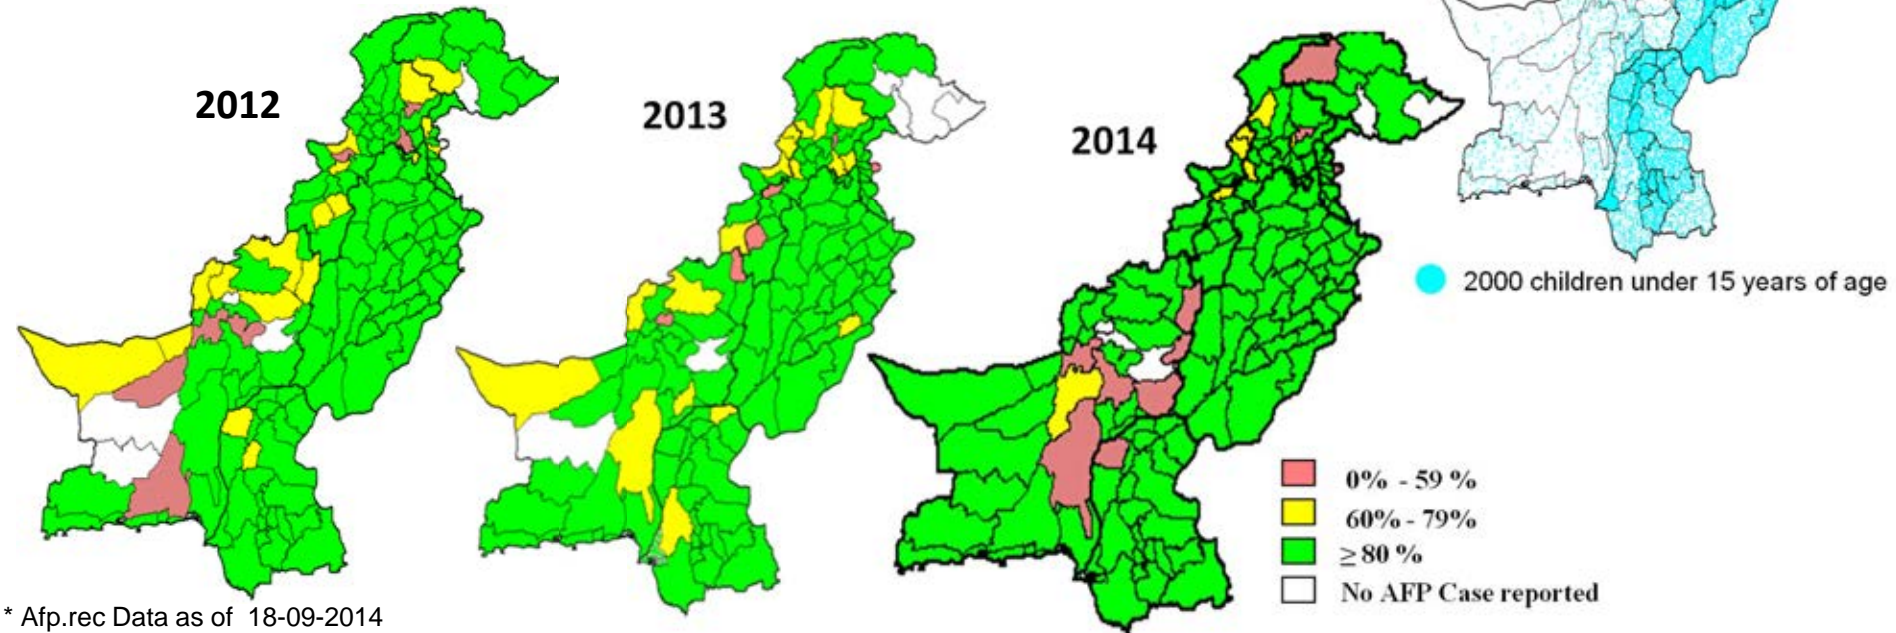 2012
2013
2014
2000 children under 15 years of age
0% - 59 %
60% - 79%
≥ 80 %
No AFP Case reported
* Afp.rec Data as of 18-09-2014